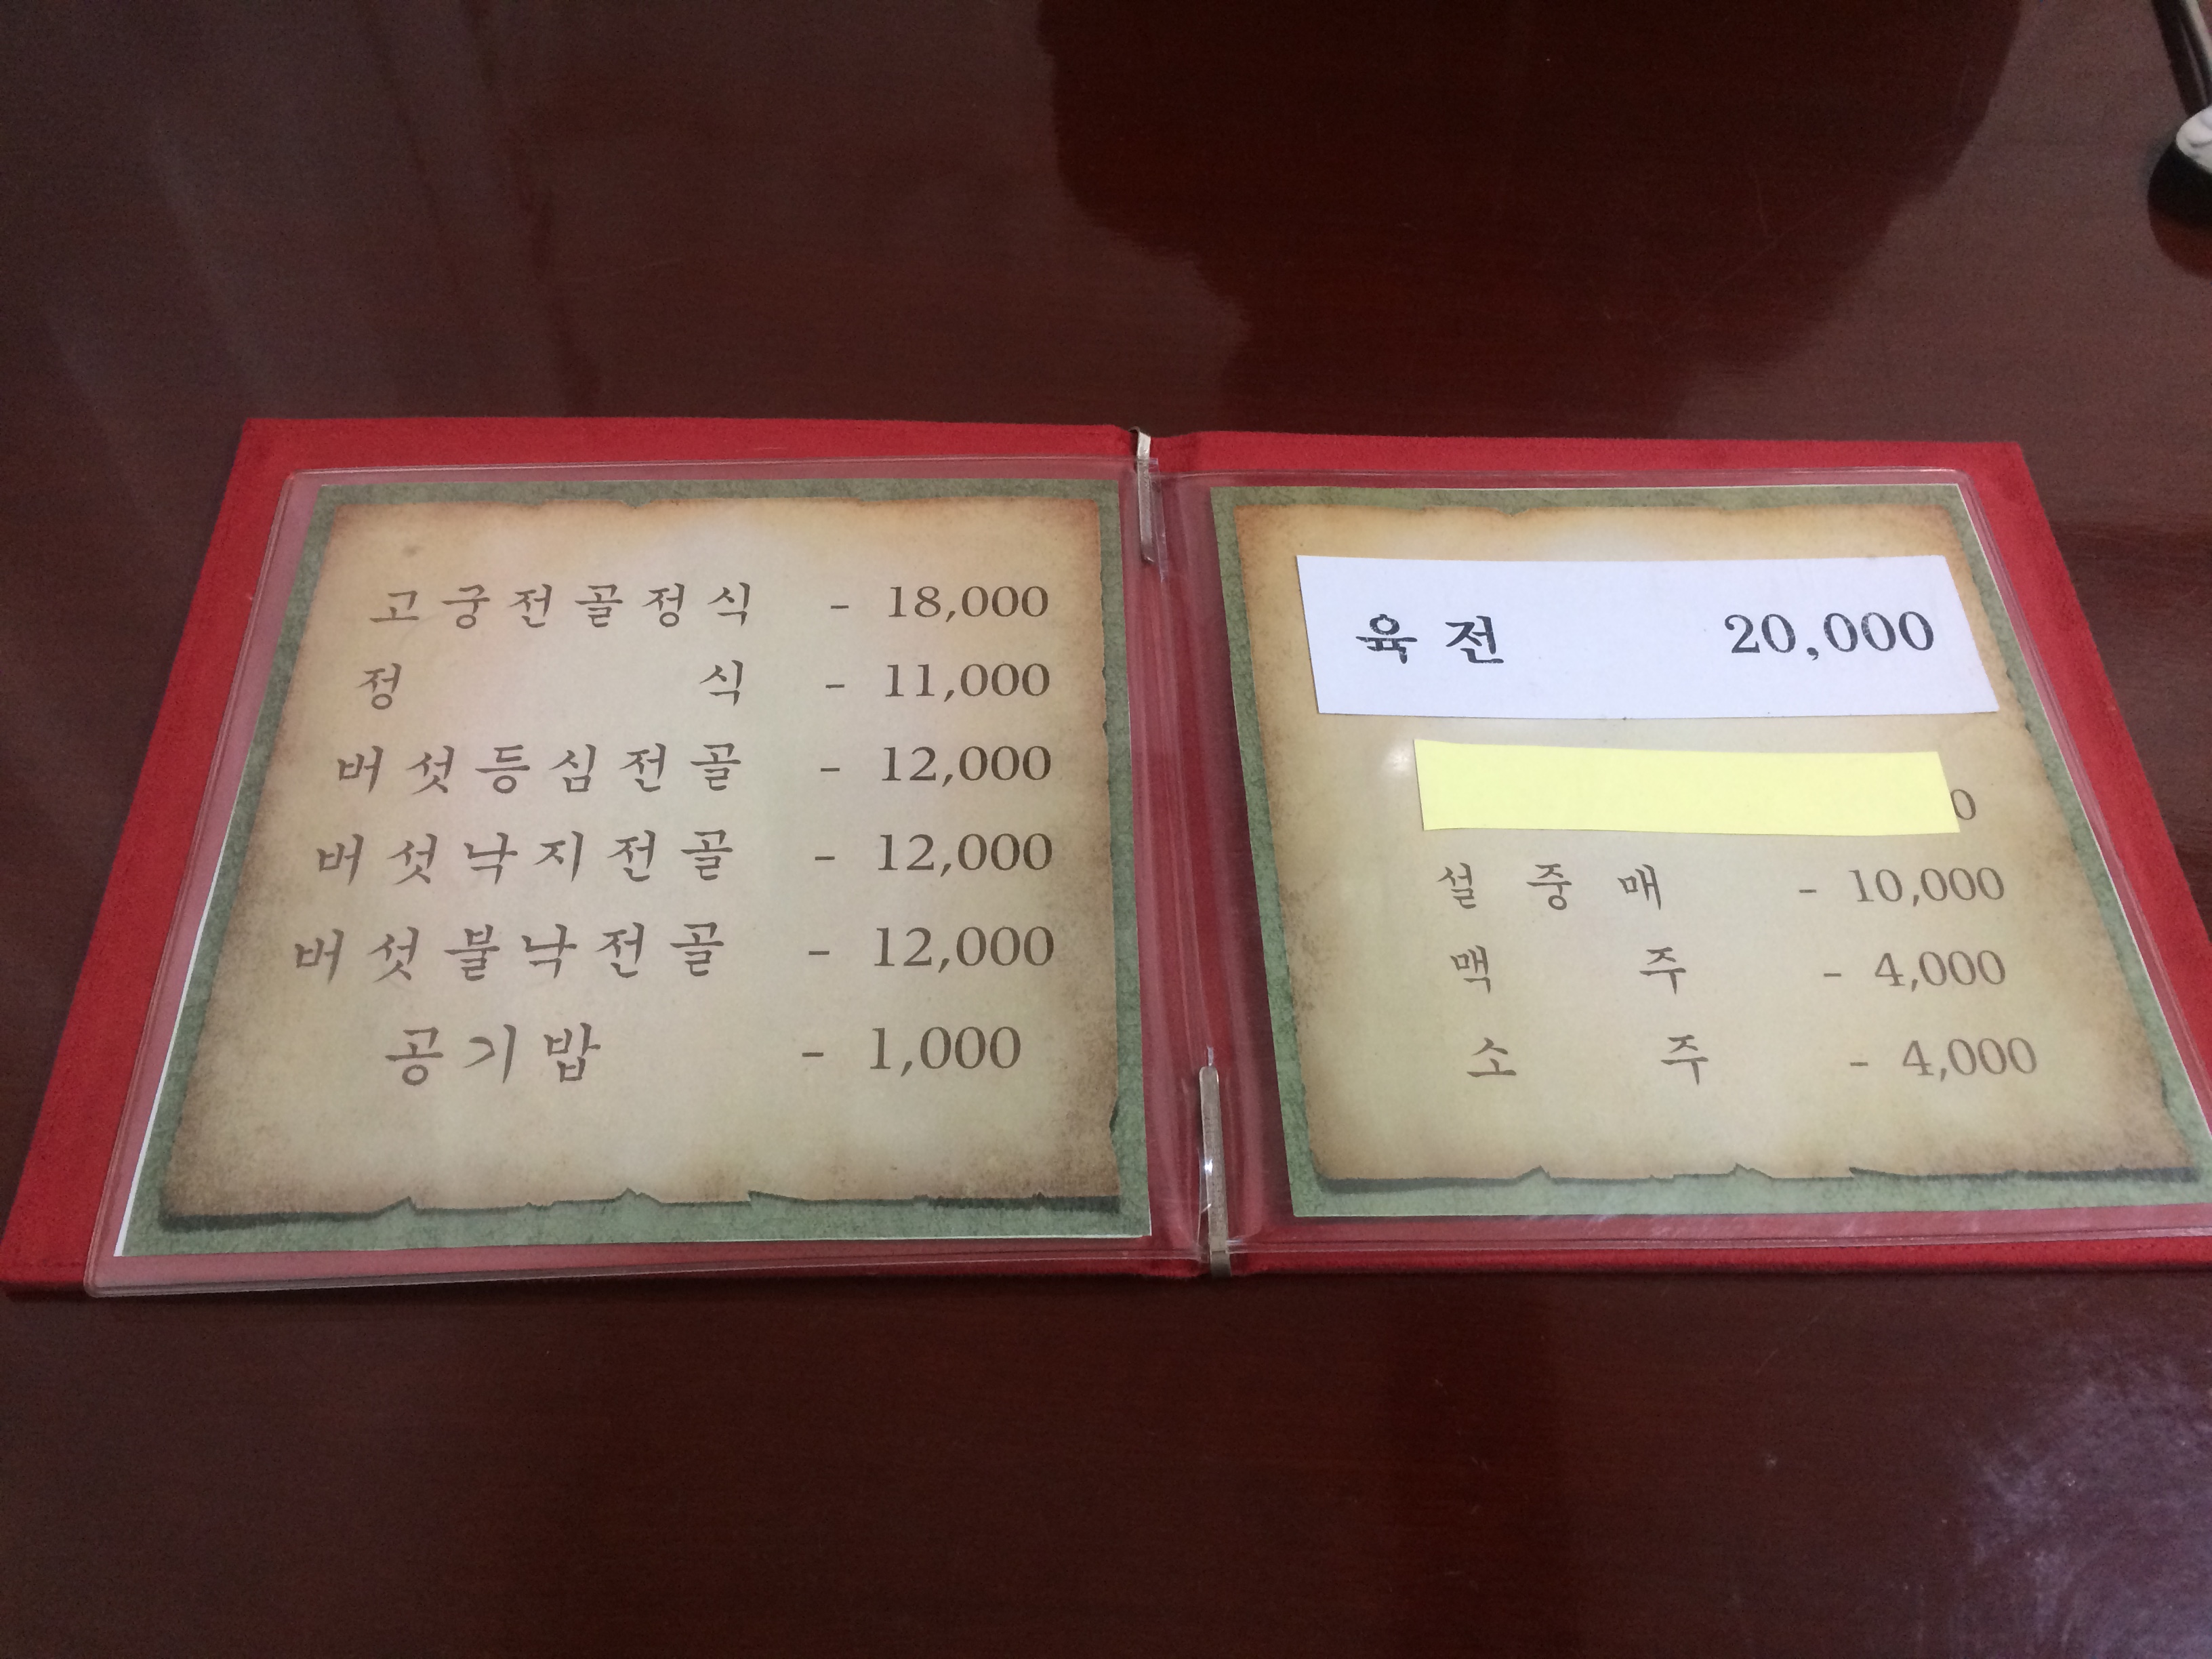 고궁전골정식 - 18,000
정 식 - 11,000
버섯등심전골 - 12,000
버섯낙지전골 - 12,000
버섯불낙전골 - 12,000
공기밥 - 1,000
육전 20,000
0
설중매 - 10,000
맥 주 - 4,000
소 주 - 4,000